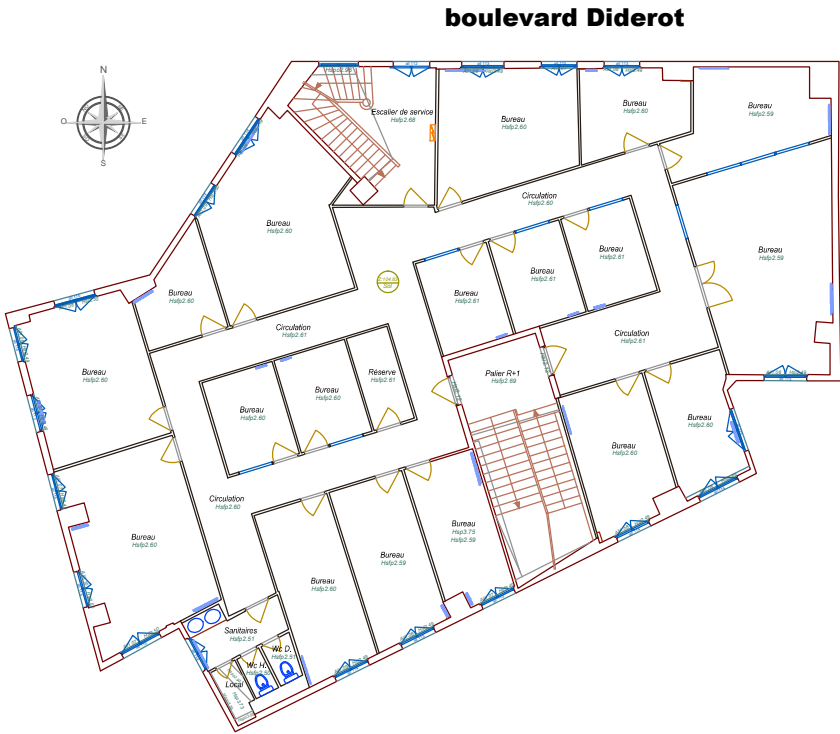 boulevard Diderot
N
O
E
S
Escalier de service
Hsfp2.68
Bureau
Hsfp2.60
Bureau
Hsfp2.60
Bureau
Hsfp2.59
Circulation
Hsfp2.60
Bureau
Hsfp2.60
Bureau
Hsfp2.61
Bureau
Hsfp2.59
Bureau
Hsfp2.61
Bureau
Hsfp2.61
Bureau
Hsfp2.60
Circulation
Hsfp2.61
Circulation
Hsfp2.61
Bureau
Hsfp2.60
Réserve
Hsfp2.61
Palier R+1
Hsfp2.69
Bureau
Hsfp2.60
Bureau
Hsfp2.60
Bureau
Hsfp2.60
Bureau
Hsfp2.60
Circulation
Hsfp2.60
Bureau
Hsp3.75
Hsfp2.59
Bureau
Hsfp2.60
Bureau
Hsfp2.59
Bureau
Hsfp2.60
Sanitaires
Hsfp2.51
Wc D.
Hsfp2.51
Wc H.
Local